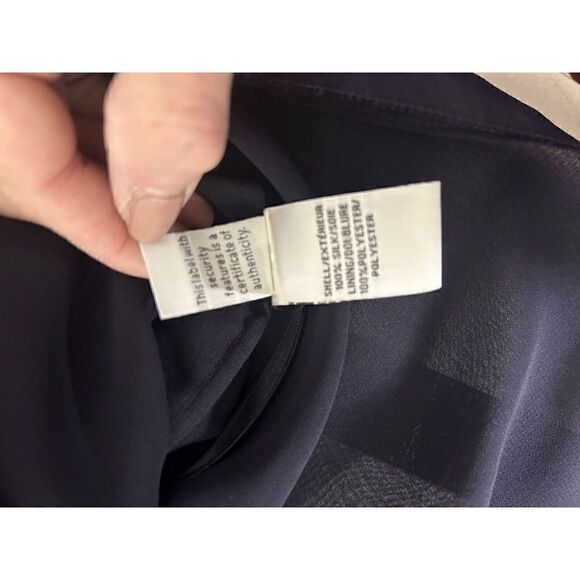 This label with
security
features is a
certificate of
authenticity.
SHELL/EXTÉRIEUR
100% SILK/SOIE
LINING/DOUBLURE
100%POLYESTER/
POLYESTER